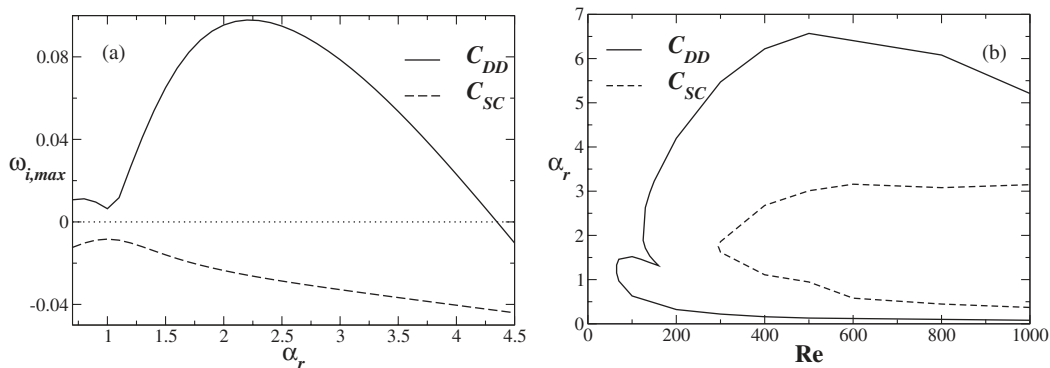 (a)
C_DD
C_SC
ω_i,max
0.08
0.04
0
-0.04
1 1.5 2 2.5 3 3.5 4 4.5
α_r
(b)
C_DD
C_SC
α_r
7
6
5
4
3
2
1
0
0 200 400 600 800 1000
Re